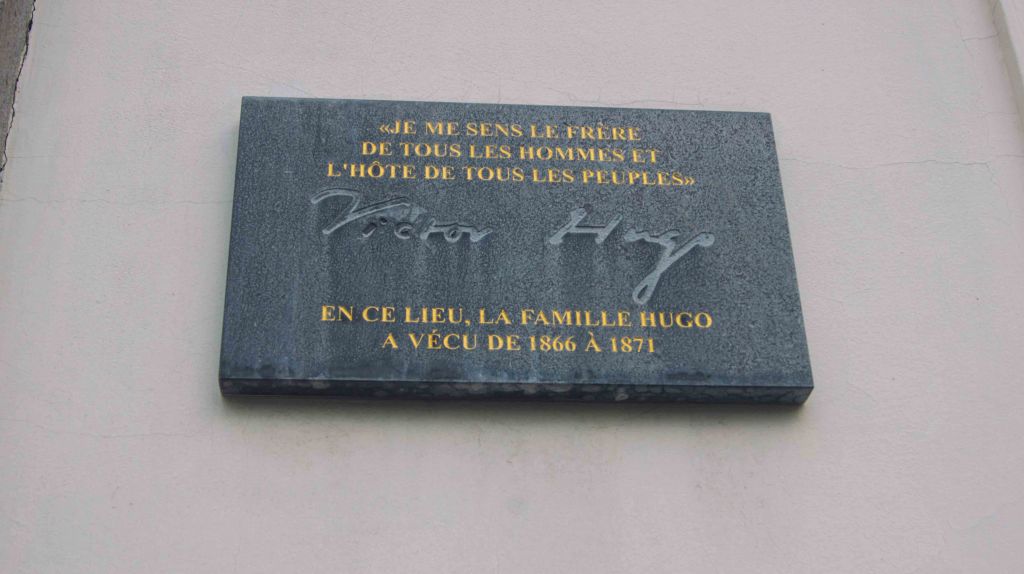 «JE ME SENS LE FRÈRE
DE TOUS LES HOMMES ET
L'HÔTE DE TOUS LES PEUPLES»
Victor Hugo
EN CE LIEU, LA FAMILLE HUGO
A VÉCU DE 1866 À 1871